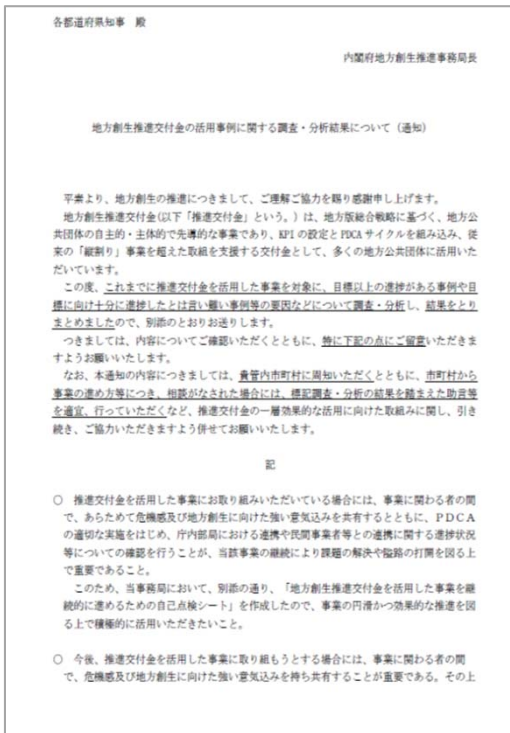 各都道府県知事　殿
内閣府地方創生推進事務局長
地方創生推進交付金の活用事例に関する調査・分析結果について（通知）
平素より、地方創生の推進につきまして、ご理解ご協力を賜り感謝申し上げます。
地方創生推進交付金(以下「推進交付金」という。)は、地方版総合戦略に基づく、地方公
共団体の自主的・主体的で先導的な事業であり、KPIの設定とPDCAサイクルを組み込み、従
来の「縦割り」事業を超えた取組を支援する交付金として、多くの地方公共団体に活用いた
だいています。
この度、これまでに推進交付金を活用した事業を対象に、目標以上の進捗がある事例や目
標に向け十分に進捗したとは言い難い事例等の要因などについて調査・分析し、結果をとり
まとめましたので、別添のとおりお送りします。
つきましては、内容についてご確認いただくとともに、特に下記の点にご留意いただきま
すようお願いいたします。
なお、本通知の内容につきましては、貴管内市町村に周知いただくとともに、市町村から
事業の進め方等につき、相談がなされた場合には、標記調査・分析の結果を踏まえた助言等
を適宜、行っていただくなど、推進交付金の一層効果的な活用に向けた取組みに関し、引き
続き、ご協力いただきますよう併せてお願いいたします。
記
○　推進交付金を活用した事業にお取り組みいただいている場合には、事業に関わる者の間
で、あらためて危機感及び地方創生に向けた強い意気込みを共有するとともに、ＰＤＣＡ
の適切な実施をはじめ、庁内部局における連携や民間事業者等との連携に関する進捗状況
等についての確認を行うことが、当該事業の継続により課題の解決や隘路の打開を図る上
で重要であること。
このため、当事務局において、別添の通り、「地方創生推進交付金を活用した事業を継
続的に進めるための自己点検シート」を作成したので、事業の円滑かつ効果的な推進を図
る上で積極的に活用いただきたいこと。
○　今後、推進交付金を活用した事業に取り組もうとする場合には、事業に関わる者の間
で、危機感及び地方創生に向けた強い意気込みを持ち共有することが重要である。その上